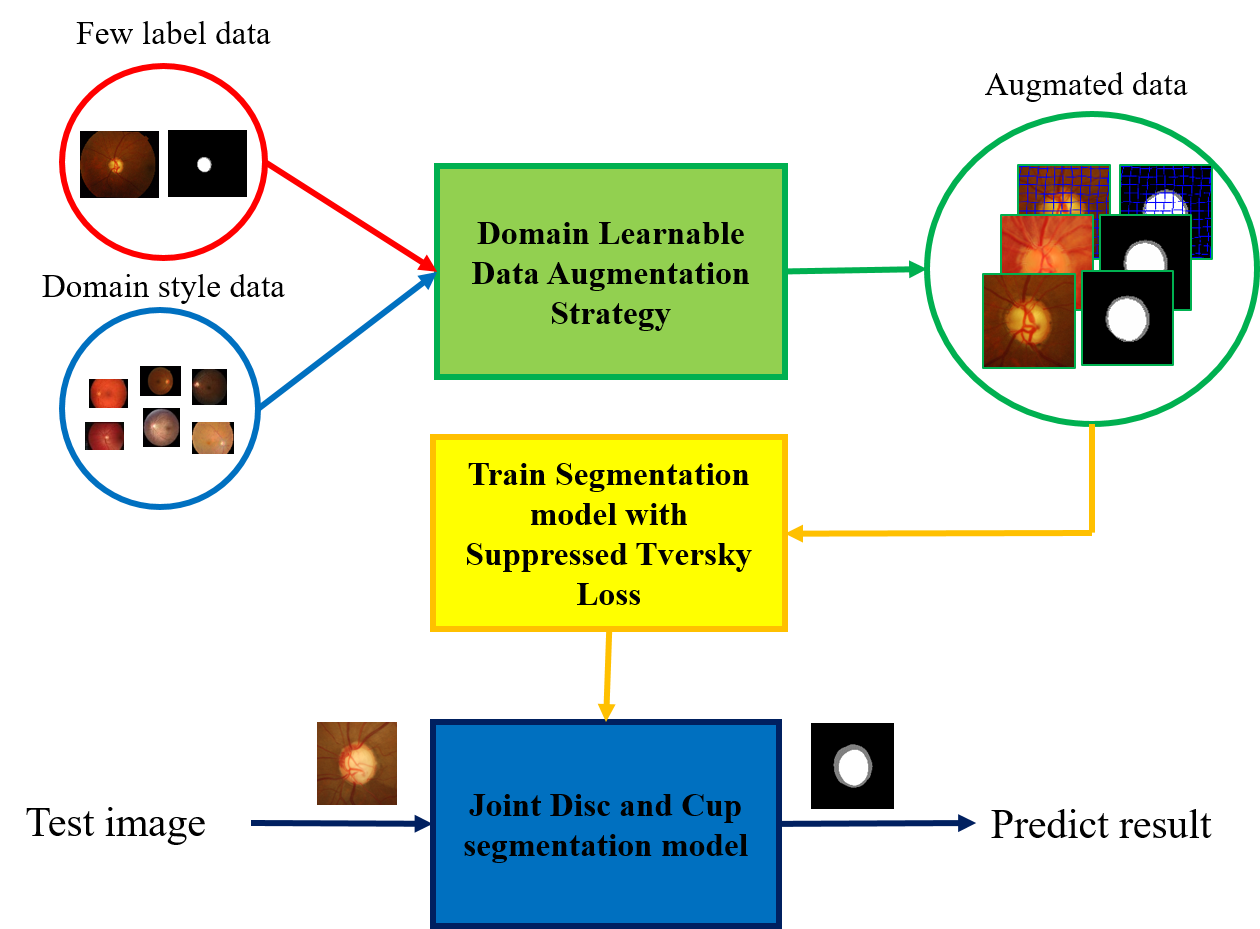 Few label data
Augmated data
Domain Learnable
Data Augmentation
Strategy
Domain style data
Train Segmentation
model with
Suppressed Tversky
Loss
Test image
Joint Disc and Cup
segmentation model
Predict result